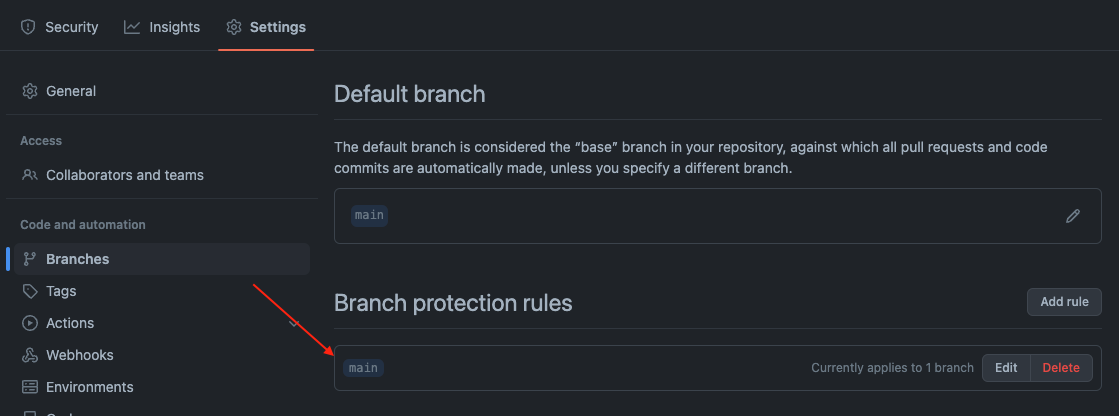 Security Insights Settings
General
Access
Collaborators and teams
Code and automation
Branches
Tags
Actions
Webhooks
Environments
Default branch
The default branch is considered the “base” branch in your repository, against which all pull requests and code
commits are automatically made, unless you specify a different branch.
main
Branch protection rules Add rule
main Currently applies to 1 branch Edit Delete